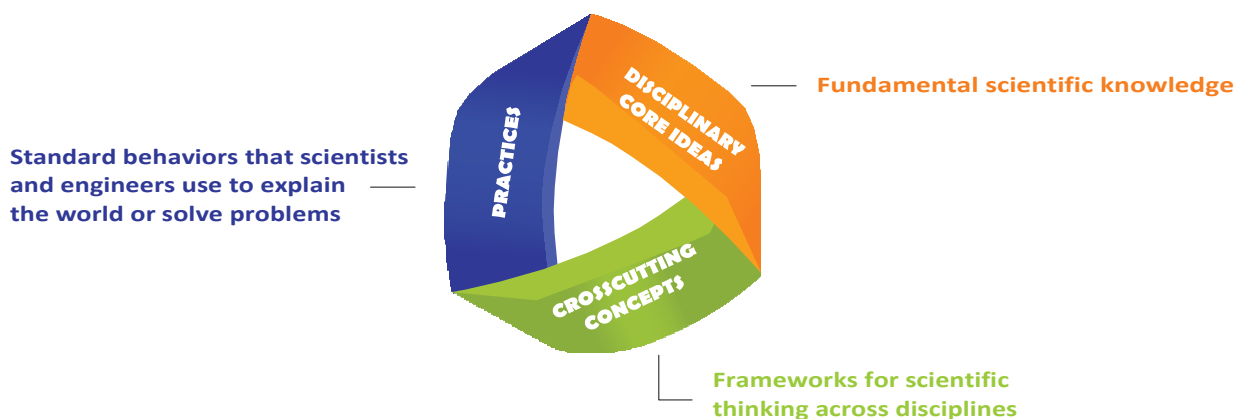 DISCIPLINARY
CORE IDEAS
Fundamental scientific knowledge
PRACTICES
Standard behaviors that scientists
and engineers use to explain
the world or solve problems
CROSSCUTTING
CONCEPTS
Frameworks for scientific
thinking across disciplines